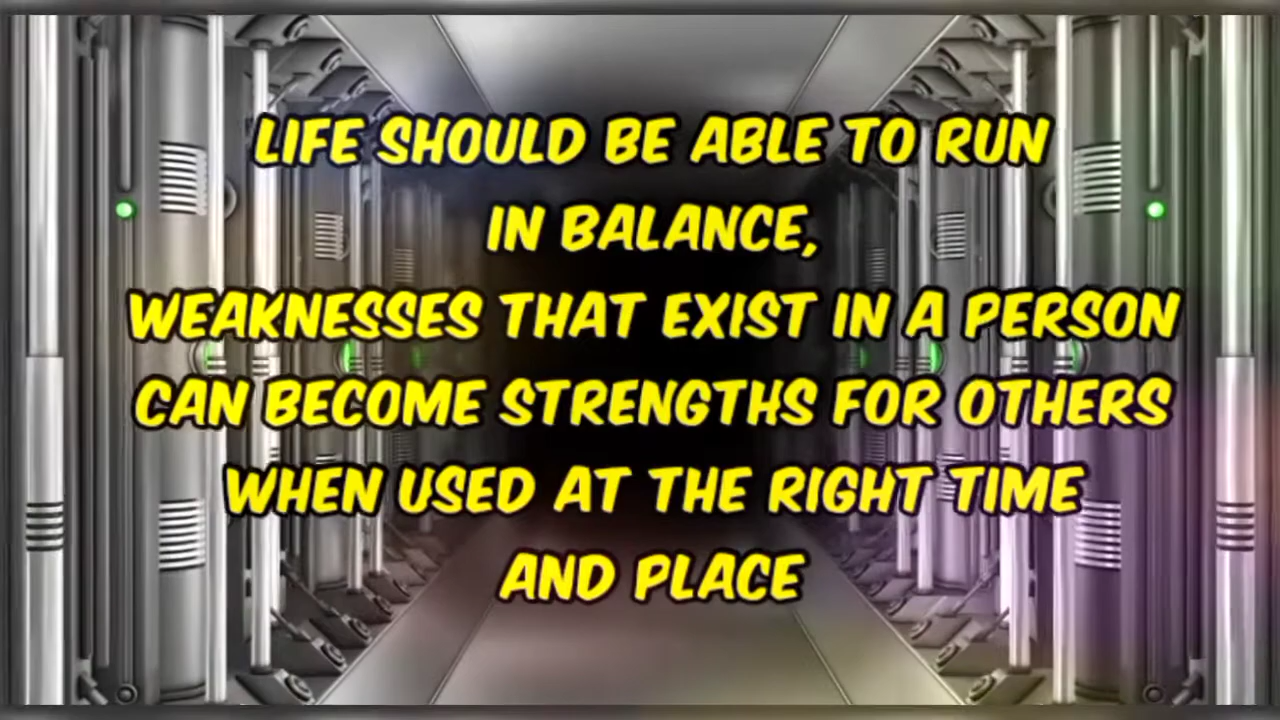 LIFE SHOULD BE ABLE TO RUN
IN BALANCE,
WEAKNESSES THAT EXIST IN A PERSON
CAN BECOME STRENGTHS FOR OTHERS
WHEN USED AT THE RIGHT TIME
AND PLACE